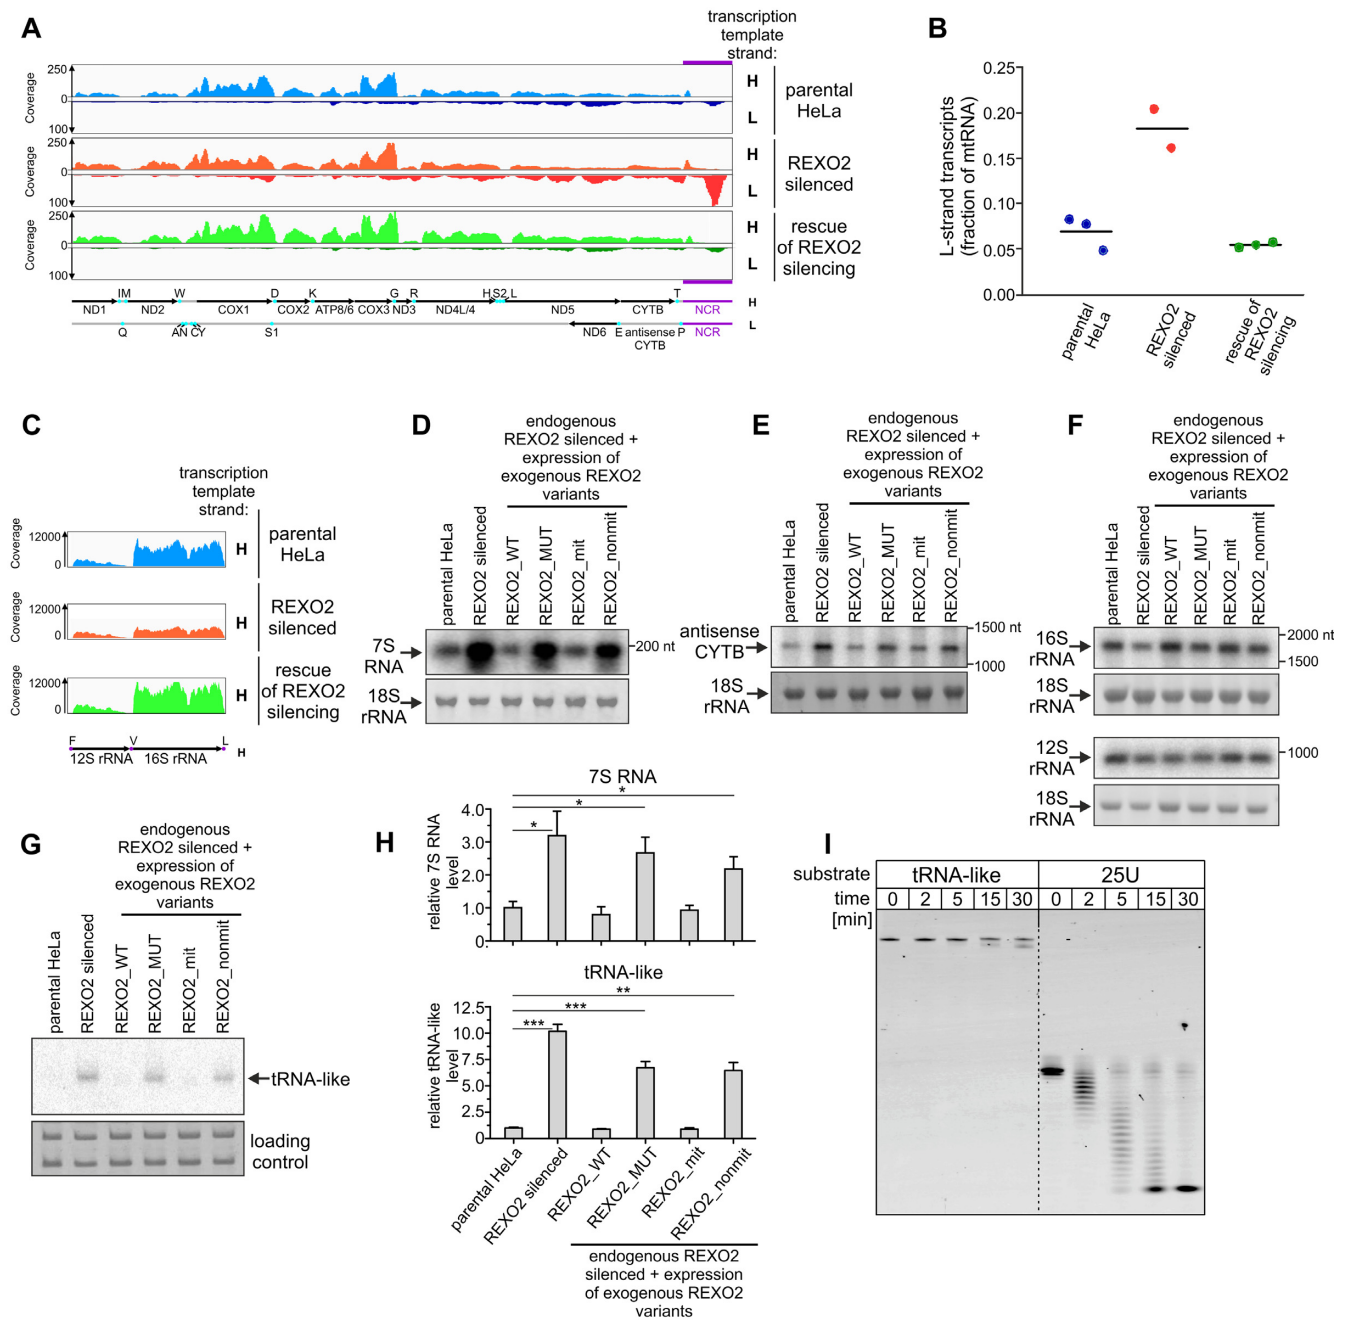 A
transcription
template
strand:
250
0
100
Coverage
H
L
parental
HeLa
250
0
100
Coverage
H
L
REXO2
silenced
250
0
100
Coverage
H
L
rescue
of REXO2
silencing
IM W D K G R H S2 L T
ND1 ND2 COX1 COX2 ATP8/6 COX3 ND3 ND4L/4 ND5 CYTB NCR H
Q AN CY S1 ND6 E antisense P NCR L
CYTB
B
L-strand transcripts
(fraction of mtRNA)
0.25
0.20
0.15
0.10
0.05
0.00
parental
HeLa
REXO2
silenced
rescue of
REXO2
silencing
C
transcription
template
strand:
Coverage
12000
0
H
parental
HeLa
Coverage
12000
0
H
REXO2
silenced
Coverage
12000
0
H
rescue
of REXO2
silencing
F V L
12S rRNA 16S rRNA H
D
endogenous
REXO2 silenced +
expression of
exogenous REXO2
variants
parental HeLa
REXO2 silenced
REXO2_WT
REXO2_MUT
REXO2_mit
REXO2_nonmit
7S
RNA
200 nt
18S
rRNA
E
endogenous
REXO2 silenced +
expression of
exogenous REXO2
variants
parental HeLa
REXO2 silenced
REXO2_WT
REXO2_MUT
REXO2_mit
REXO2_nonmit
antisense
CYTB
1500 nt
1000
18S
rRNA
F
endogenous
REXO2 silenced +
expression of
exogenous REXO2
variants
parental HeLa
REXO2 silenced
REXO2_WT
REXO2_MUT
REXO2_mit
REXO2_nonmit
16S
rRNA
2000 nt
1500
18S
rRNA
12S
rRNA
1000
18S
rRNA
G
endogenous
REXO2 silenced +
expression of
exogenous REXO2
variants
parental HeLa
REXO2 silenced
REXO2_WT
REXO2_MUT
REXO2_mit
REXO2_nonmit
tRNA-like
loading
control
H
7S RNA
relative 7S RNA
level
4.0
3.0
2.0
1.0
0
*
*
*
tRNA-like
relative tRNA-like
level
12.5
10.0
7.5
5.0
2.5
0
**
***
***
parental HeLa
REXO2 silenced
REXO2_WT
REXO2_MUT
REXO2_mit
REXO2_nonmit
endogenous REXO2
silenced + expression
of exogenous REXO2
variants
I
substrate tRNA-like 25U
time 0 2 5 15 30 0 2 5 15 30
[min]